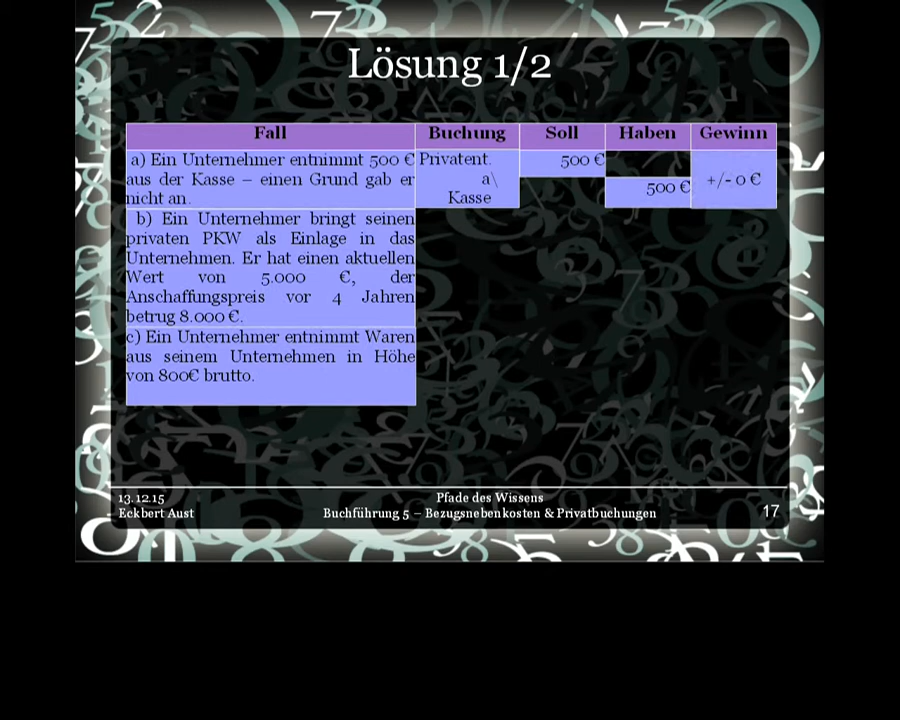 Lösung 1/2
Fall Buchung Soll Haben Gewinn
a) Ein Unternehmer entnimmt 500 €
aus der Kasse – einen Grund gab er
nicht an.
Privatent.
a\
Kasse
500 €
500 €
+/- 0 €
b) Ein Unternehmer bringt seinen
privaten PKW als Einlage in das
Unternehmen. Er hat einen aktuellen
Wert von 5.000 €, der
Anschaffungspreis vor 4 Jahren
betrug 8.000 €.
c) Ein Unternehmer entnimmt Waren
aus seinem Unternehmen in Höhe
von 800€ brutto.
13.12.15
Eckbert Aust
Pfade des Wissens
Buchführung 5 – Bezugsnebenkosten & Privatbuchungen
17